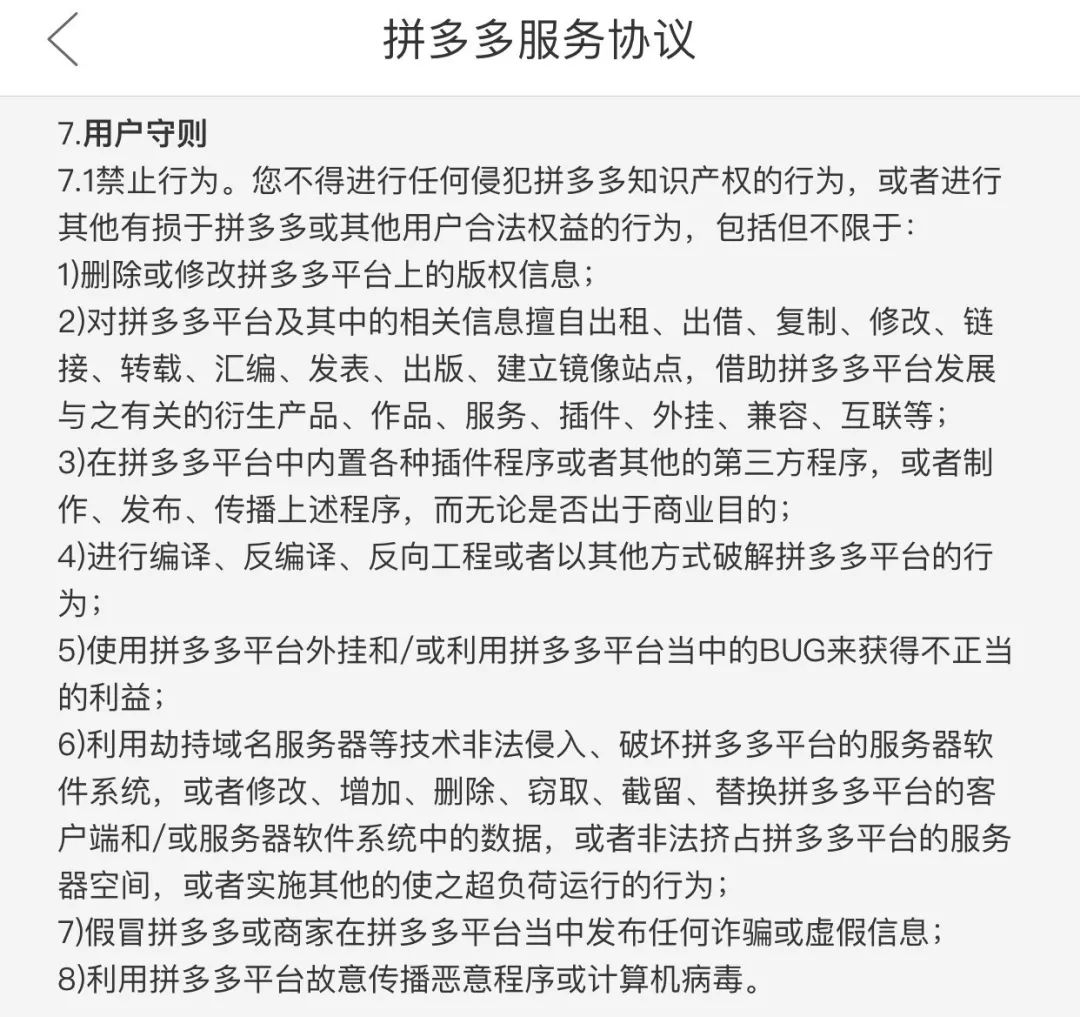 拼多多服务协议
7.用户守则
7.1禁止行为。您不得进行任何侵犯拼多多知识产权的行为，或者进行
其他有损于拼多多或其他用户合法权益的行为，包括但不限于：
1)删除或修改拼多多平台上的版权信息；
2)对拼多多平台及其中的相关信息擅自出租、出借、复制、修改、链
接、转载、汇编、发表、出版、建立镜像站点，借助拼多多平台发展
与之有关的衍生产品、作品、服务、插件、外挂、兼容、互联等；
3)在拼多多平台中内置各种插件程序或者其他的第三方程序，或者制
作、发布、传播上述程序，而无论是否出于商业目的；
4)进行编译、反编译、反向工程或者以其他方式破解拼多多平台的行
为；
5)使用拼多多平台外挂和/或利用拼多多平台当中的BUG来获得不正当
的利益；
6)利用劫持域名服务器等技术非法侵入、破坏拼多多平台的服务器软
件系统，或者修改、增加、删除、窃取、截留、替换拼多多平台的客
户端和/或服务器软件系统中的数据，或者非法挤占拼多多平台的服务
器空间，或者实施其他的使之超负荷运行的行为；
7)假冒拼多多或商家在拼多多平台当中发布任何诈骗或虚假信息；
8)利用拼多多平台故意传播恶意程序或计算机病毒。